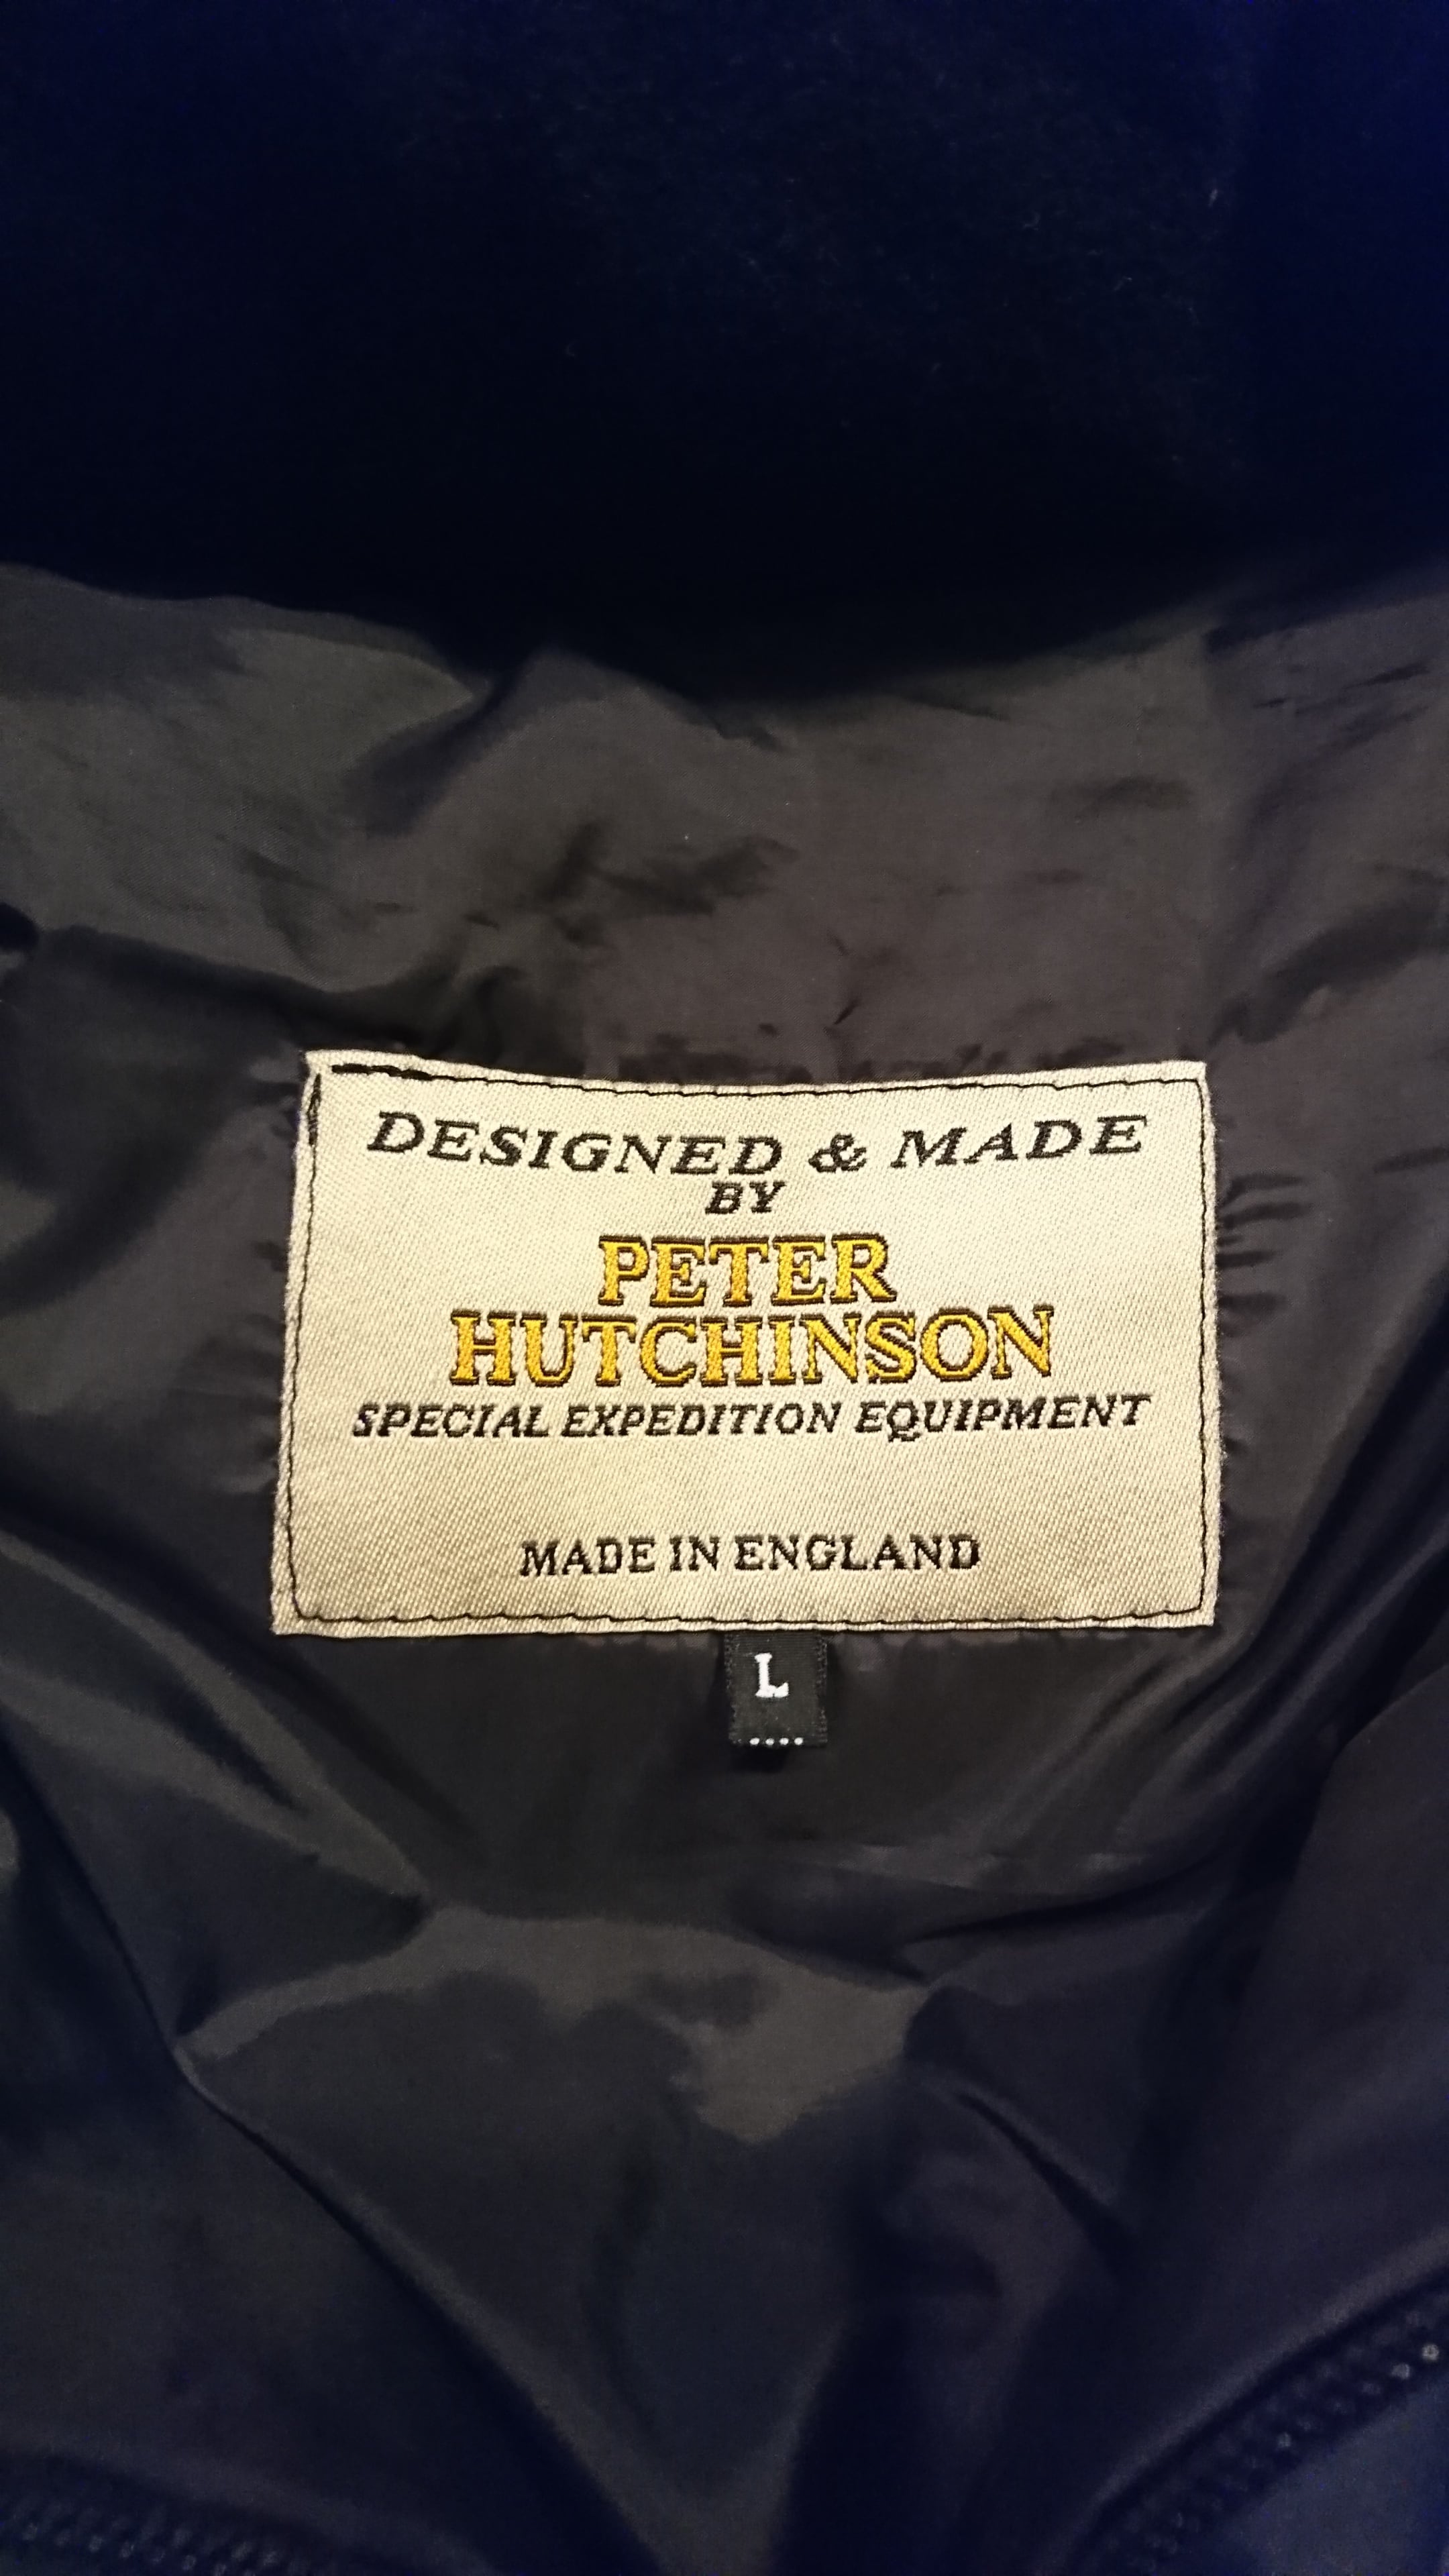 DESIGNED & MADE
BY
PETER
HUTCHINSON
SPECIAL EXPEDITION EQUIPMENT
MADE IN ENGLAND
L